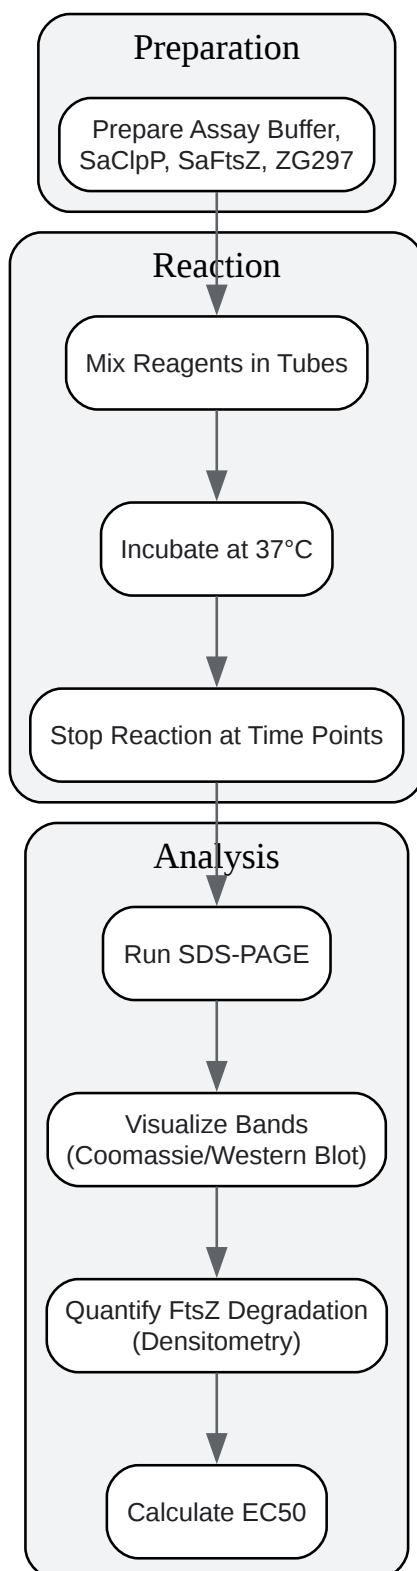 Preparation
Prepare Assay Buffer,
SaClpP, SaFtsZ, ZG297
Reaction
Mix Reagents in Tubes
Incubate at 37°C
Stop Reaction at Time Points
Analysis
Run SDS-PAGE
Visualize Bands
(Coomassie/Western Blot)
Quantify FtsZ Degradation
(Densitometry)
Calculate EC50